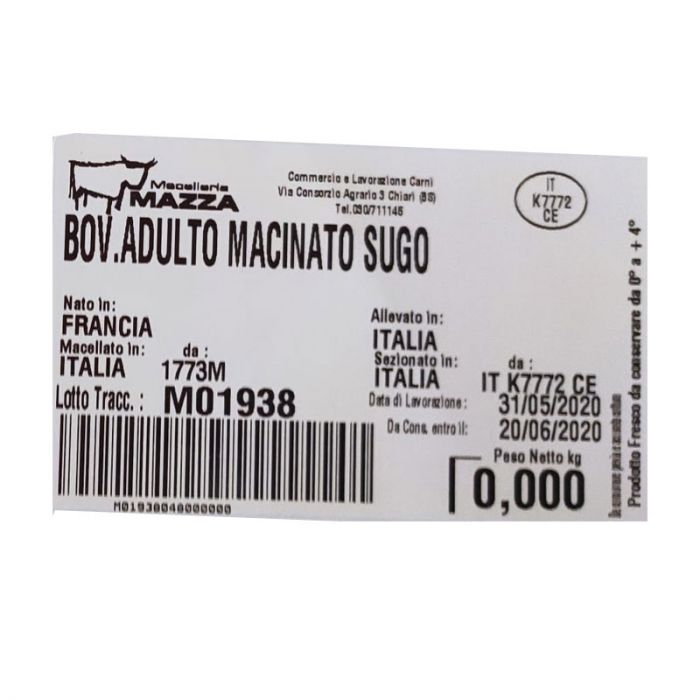 Macelleria
MAZZA
Commercio e Lavorazione Carni
Via Consorzio Agrario 3 Chiari (BS)
Tel.030/711145
IT
K7772
CE
BOV.ADULTO MACINATO SUGO
Nato in:
FRANCIA
Macellato in: da :
ITALIA 1773M
Lotto Tracc. : M01938
M01938048000000
Allevato in:
ITALIA
Sezionato in: da :
ITALIA IT K7772 CE
Data di Lavorazione : 31/05/2020
Da Cons. entro il: 20/06/2020
Peso Netto kg
0,000
Prodotto Fresco da conservare da 0° a + 4°